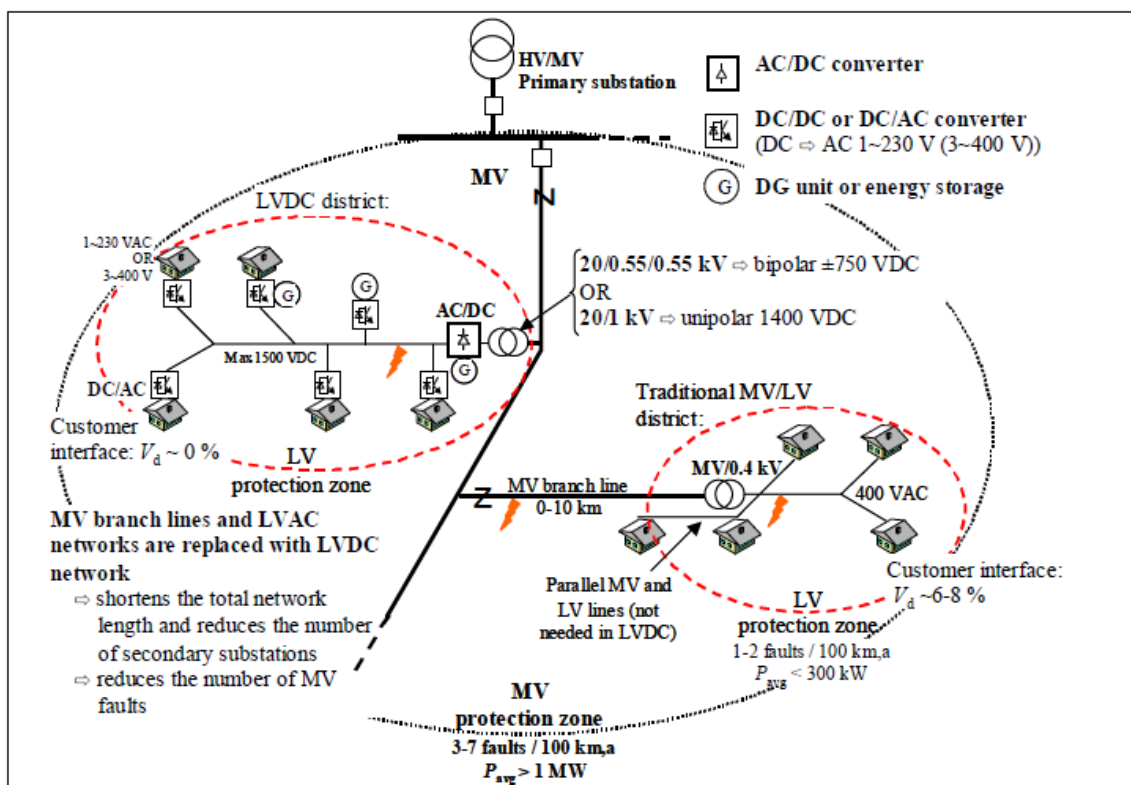 HV/MV
Primary substation
AC/DC converter
DC/DC or DC/AC converter
(DC ⇨ AC 1~230 V (3~400 V))
G
DG unit or energy storage
MV
Z
LVDC district:
1~230 VAC
OR
3~400 V
G
G
AC/DC
G
Max 1500 VDC
DC/AC
20/0.55/0.55 kV ⇨ bipolar ±750 VDC
OR
20/1 kV ⇨ unipolar 1400 VDC
Customer
interface: Vd ~ 0 %
LV
protection zone
Traditional MV/LV
district:
MV/0.4 kV
400 VAC
Z
MV branch line
0-10 km
MV branch lines and LVAC
networks are replaced with LVDC
network
⇨ shortens the total network
length and reduces the number
of secondary substations
⇨ reduces the number of MV
faults
Parallel MV and
LV lines (not
needed in LVDC)
Customer interface:
Vd ~6-8 %
LV
protection zone
1-2 faults / 100 km,a
Pavg < 300 kW
MV
protection zone
3-7 faults / 100 km,a
Pavg > 1 MW